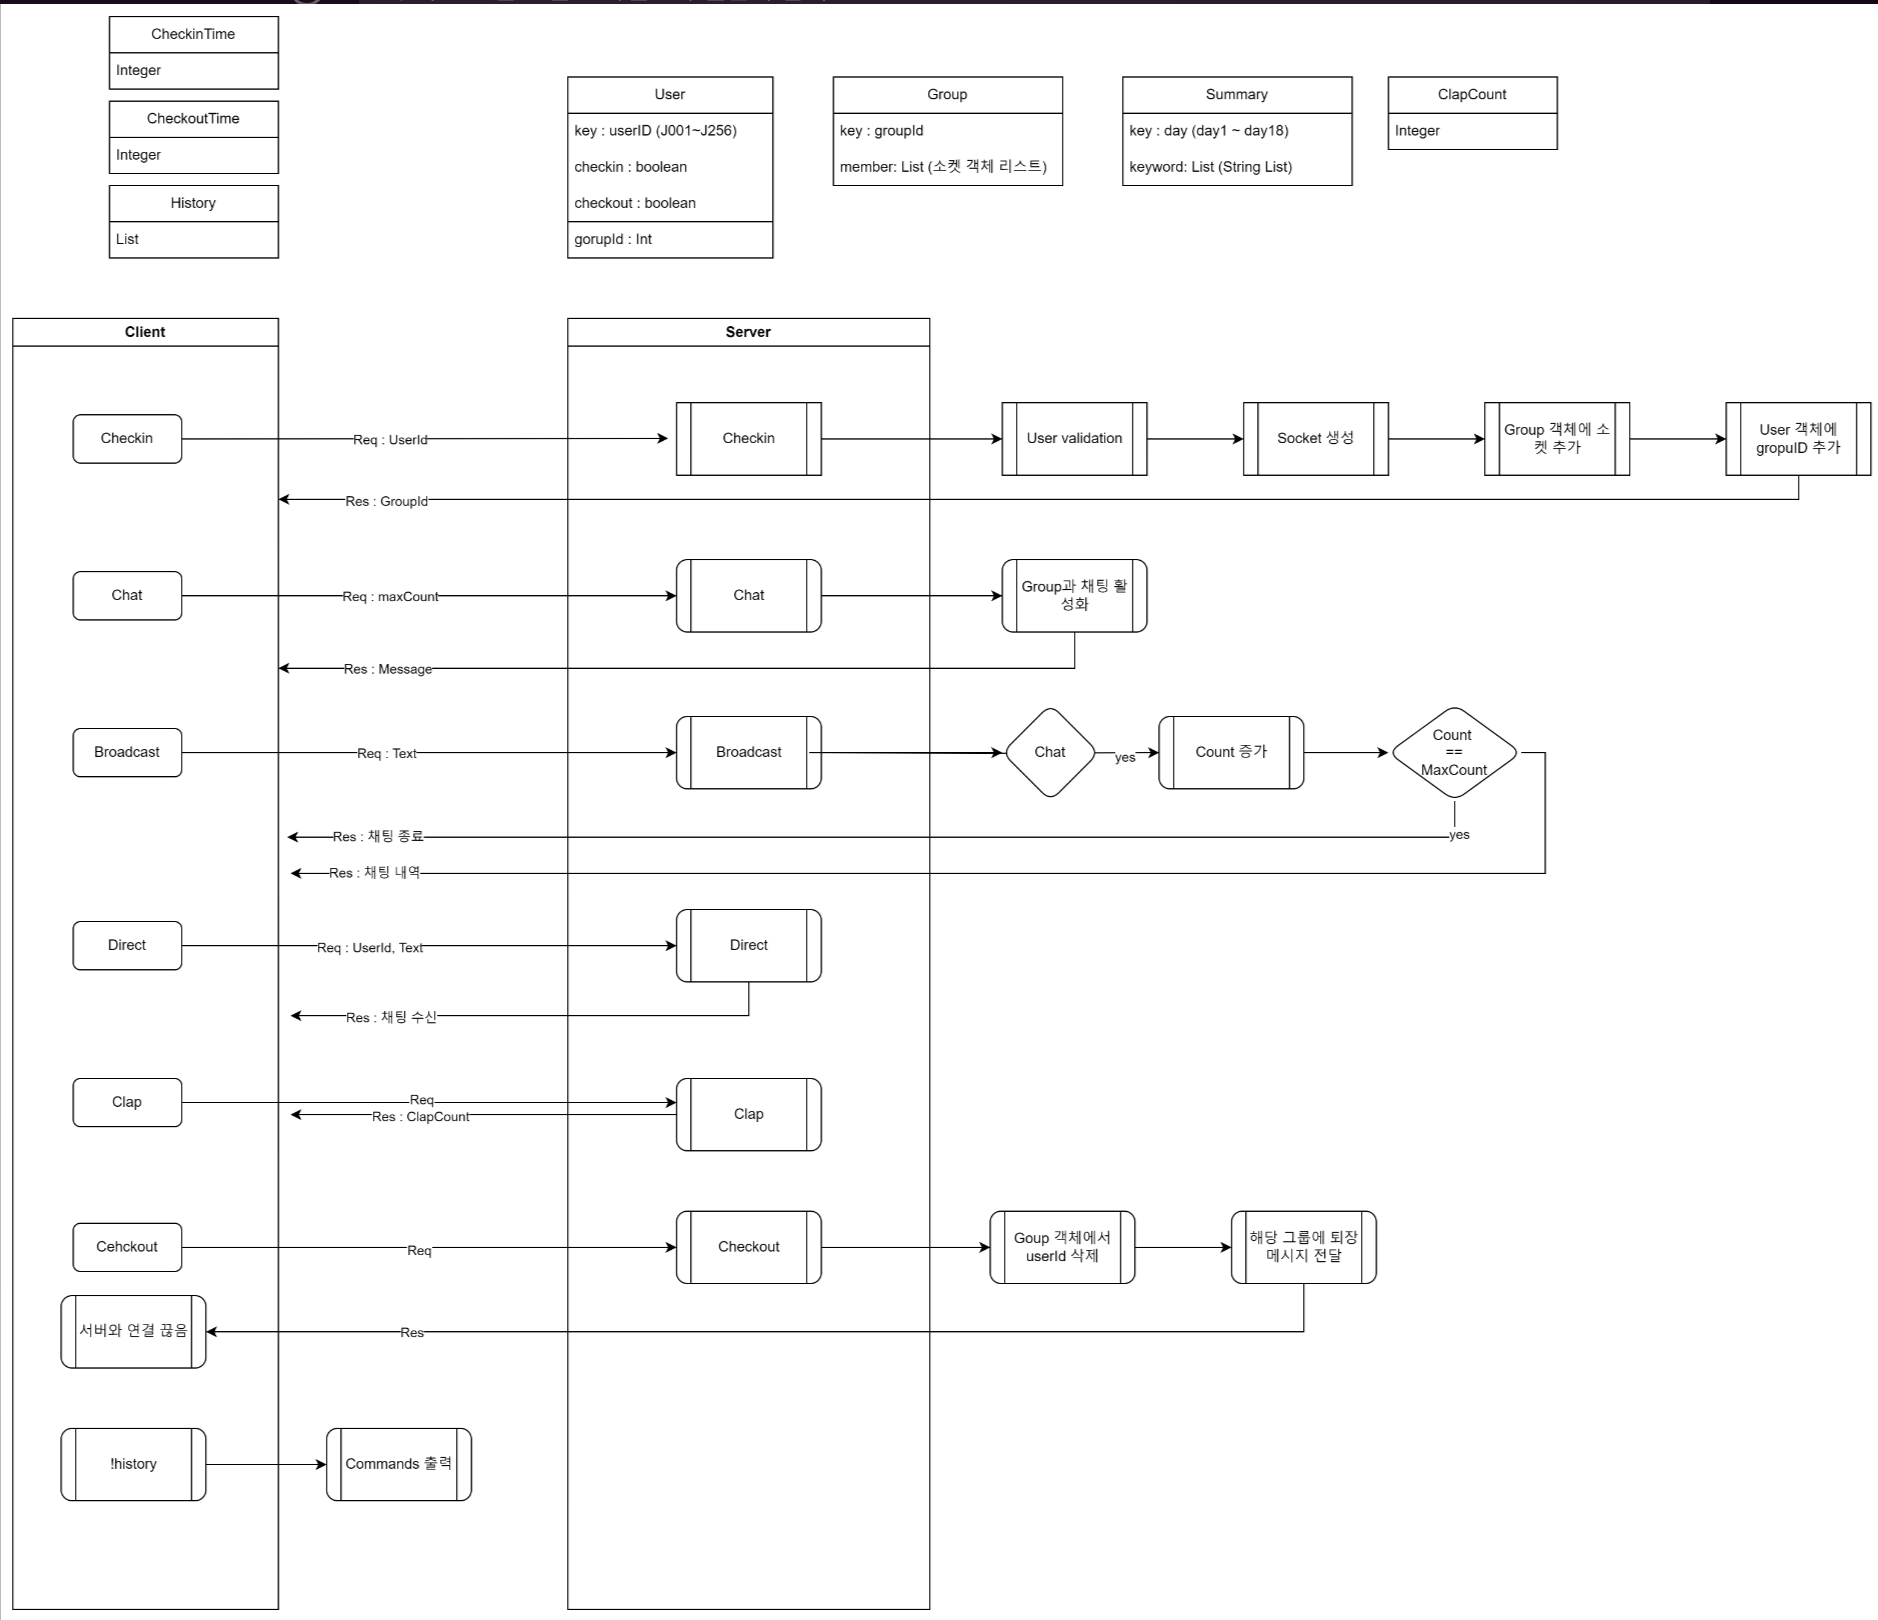 CheckinTime
Integer
CheckoutTime
Integer
History
List
User
key : userID (J001~J256)
checkin : boolean
checkout : boolean
gorupId : Int
Group
key : groupId
member: List (소켓 객체 리스트)
Summary
key : day (day1 ~ day18)
keyword: List (String List)
ClapCount
Integer
Client
Server
Checkin
Req : UserId
Checkin
User validation
Socket 생성
Group 객체에 소
켓 추가
User 객체에
gropuID 추가
Res : GroupId
Chat
Req : maxCount
Chat
Group과 채팅 활
성화
Res : Message
Broadcast
Req : Text
Broadcast
Chat
yes
Count 증가
Count
==
MaxCount
yes
Res : 채팅 종료
Res : 채팅 내역
Direct
Req : UserId, Text
Direct
Res : 채팅 수신
Clap
Req
Res : ClapCount
Clap
Cehckout
Req
Checkout
Goup 객체에서
userId 삭제
해당 그룹에 퇴장
메시지 전달
서버와 연결 끊음
Res
!history
Commands 출력